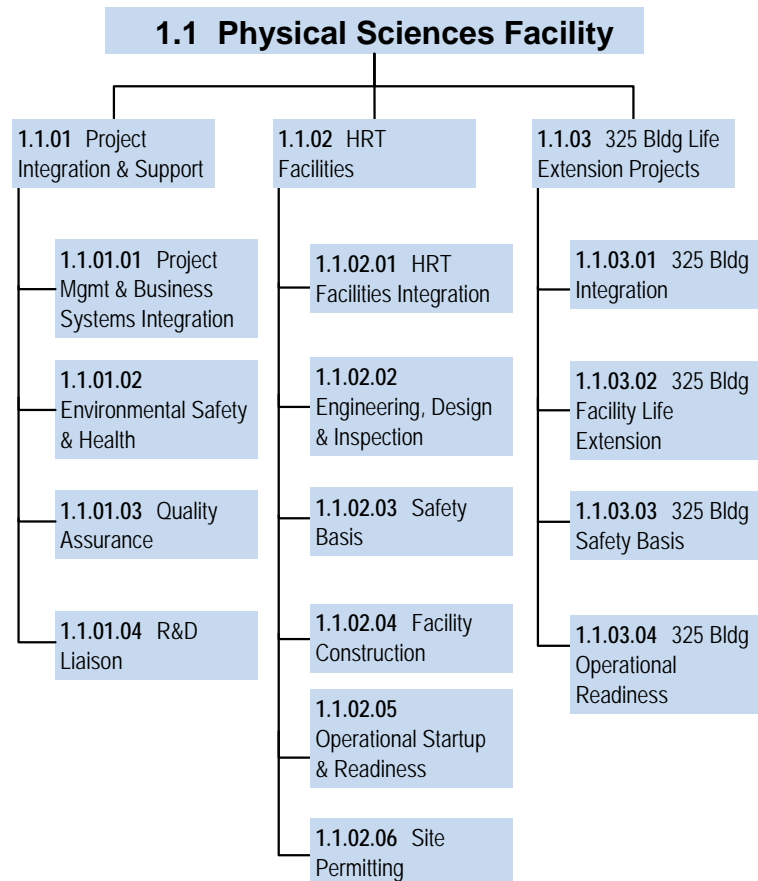 1.1 Physical Sciences Facility
1.1.01 Project
Integration & Support
1.1.01.01 Project
Mgmt & Business
Systems Integration
1.1.01.02
Environmental Safety
& Health
1.1.01.03 Quality
Assurance
1.1.01.04 R&D
Liaison
1.1.02 HRT
Facilities
1.1.02.01 HRT
Facilities Integration
1.1.02.02
Engineering, Design
& Inspection
1.1.02.03 Safety
Basis
1.1.02.04 Facility
Construction
1.1.02.05
Operational Startup
& Readiness
1.1.02.06 Site
Permitting
1.1.03 325 Bldg Life
Extension Projects
1.1.03.01 325 Bldg
Integration
1.1.03.02 325 Bldg
Facility Life
Extension
1.1.03.03 325 Bldg
Safety Basis
1.1.03.04 325 Bldg
Operational
Readiness